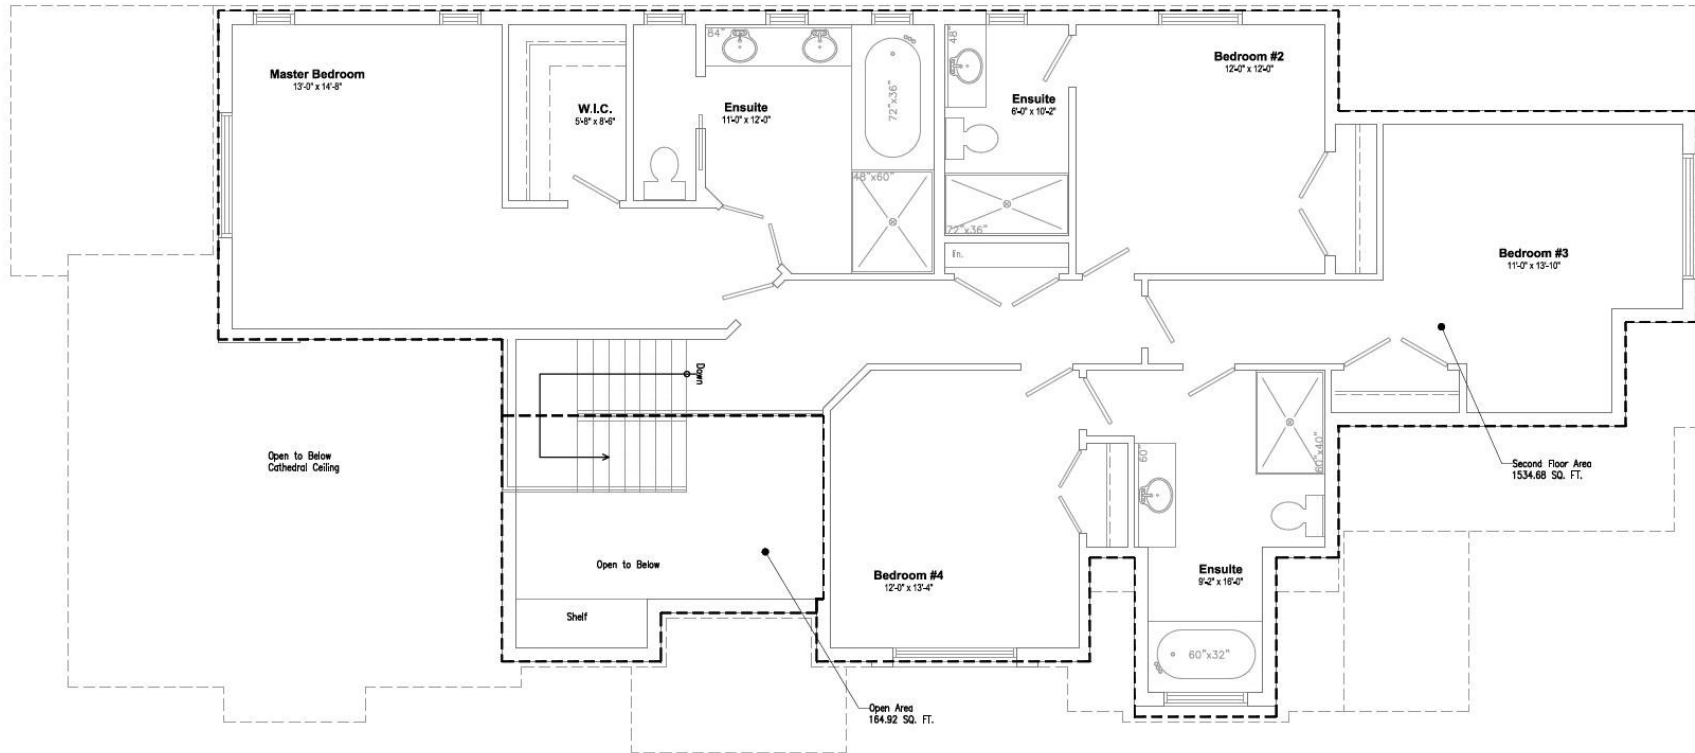 Master Bedroom
13'-0" x 14'-8"
W.I.C.
5'-8" x 8'-6"
84"
Ensuite
11'-0" x 12'-0"
72"x36"
48"x60"
48"
Ensuite
6'-0" x 10'-2"
72"x36"
lin.
Bedroom #2
12'-0" x 12'-0"
Bedroom #3
11'-0" x 13'-10"
Down
Open to Below
Cathedral Ceiling
Open to Below
Shelf
Bedroom #4
12'-0" x 13'-4"
60"
60"x40"
Ensuite
9'-2" x 16'-0"
60"x32"
Second Floor Area
1534.68 SQ. FT.
Open Area
164.92 SQ. FT.